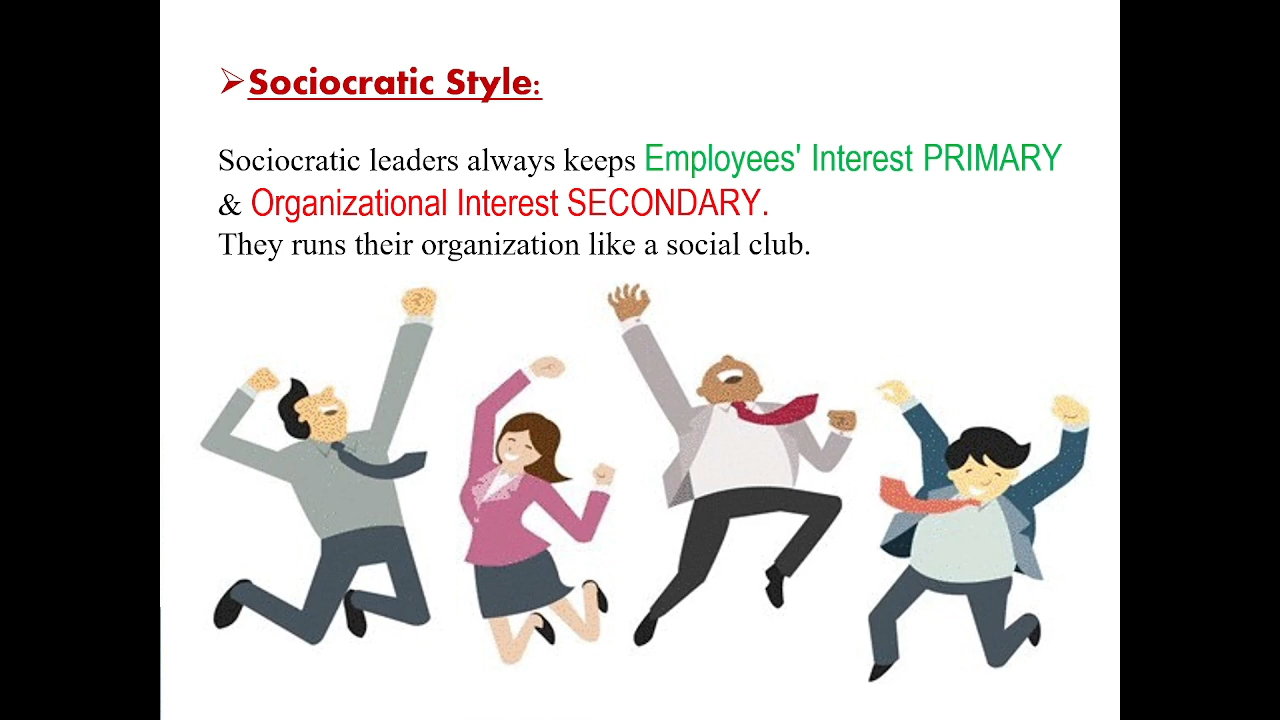 ➢Sociocratic Style:
Sociocratic leaders always keeps Employees' Interest PRIMARY
& Organizational Interest SECONDARY.
They runs their organization like a social club.